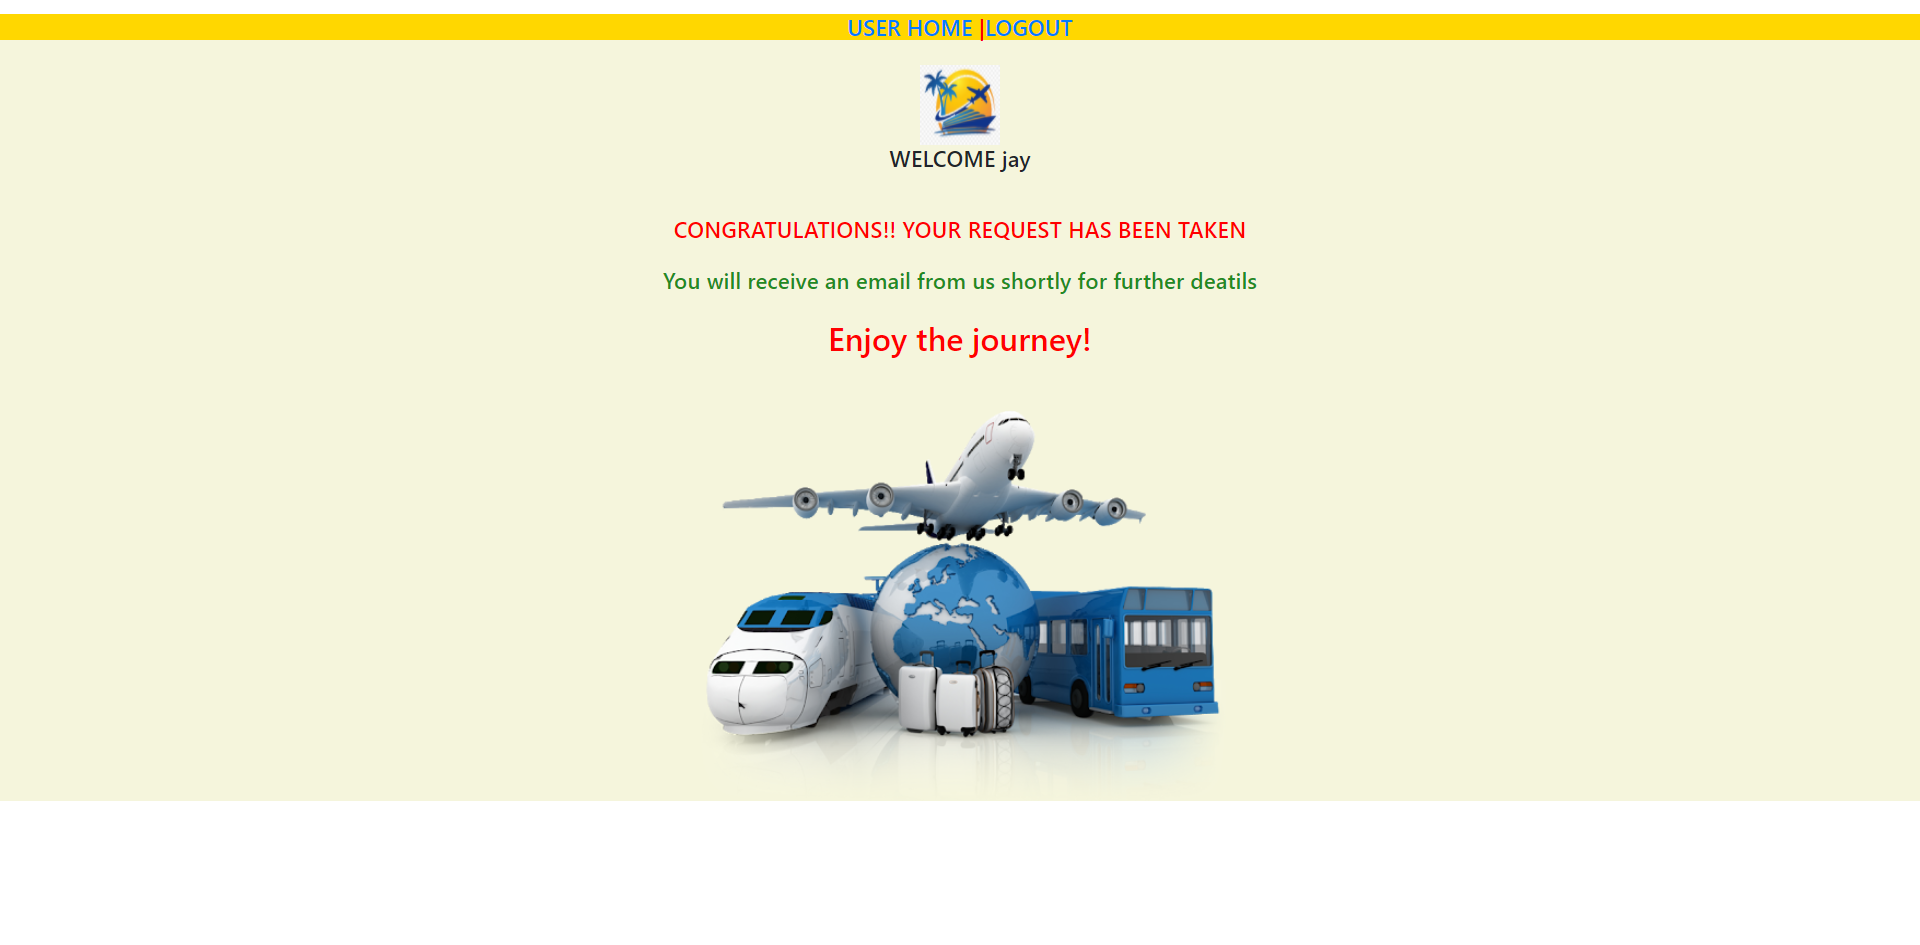 USER HOME |LOGOUT
WELCOME jay
CONGRATULATIONS!! YOUR REQUEST HAS BEEN TAKEN
You will receive an email from us shortly for further deatils
Enjoy the journey!